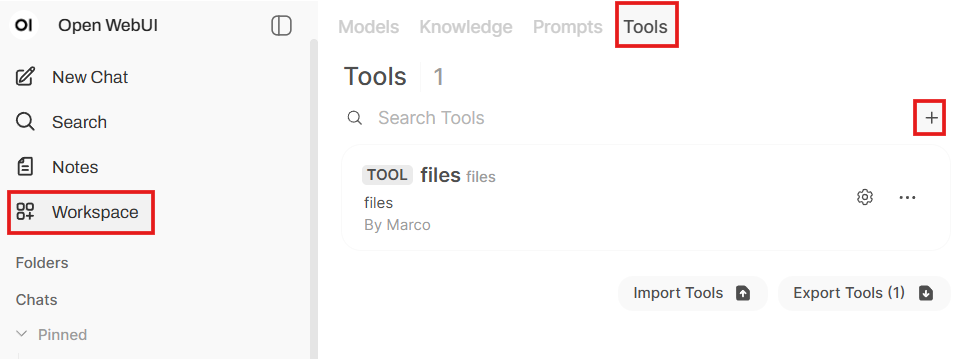 OI Open WebUI
New Chat
Search
Notes
Workspace
Folders
Chats
Pinned
Models Knowledge Prompts Tools
Tools 1
Search Tools
TOOL files files
files
By Marco
Import Tools Export Tools (1)